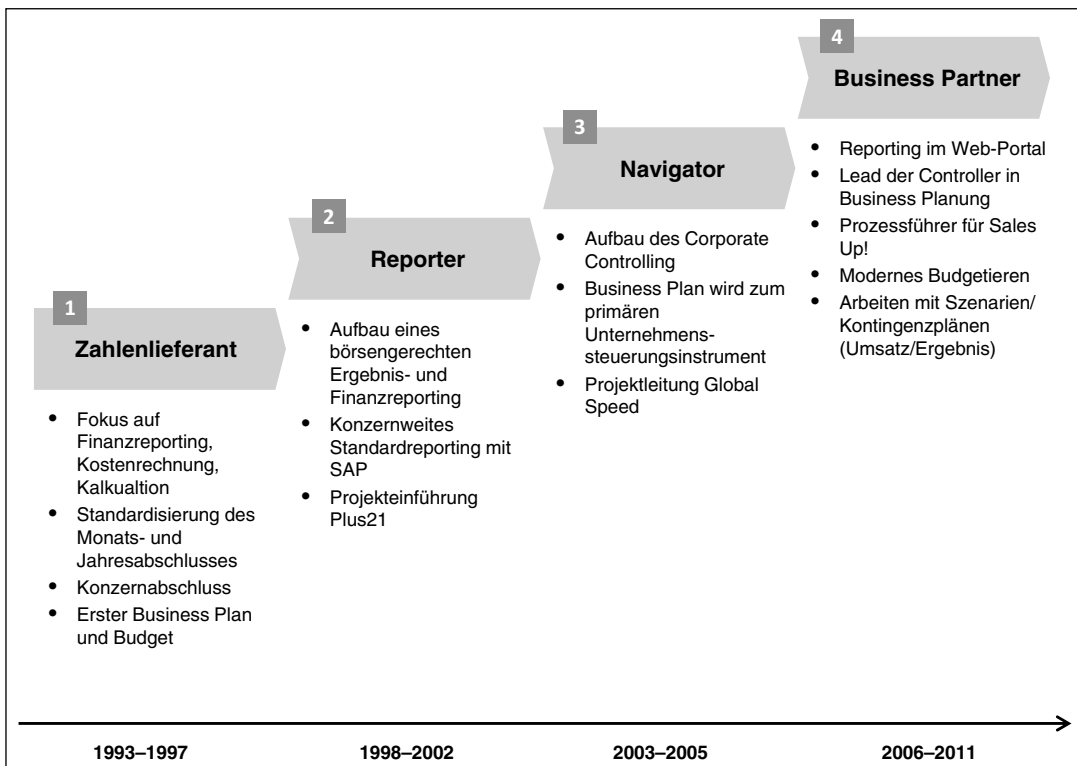 1
Zahlenlieferant
• Fokus auf
Finanzreporting,
Kostenrechnung,
Kalkualtion
• Standardisierung des
Monats- und
Jahresabschlusses
• Konzernabschluss
• Erster Business Plan
und Budget
2
Reporter
• Aufbau eines
börsengerechten
Ergebnis- und
Finanzreporting
• Konzernweites
Standardreporting mit
SAP
• Projekteinführung
Plus21
3
Navigator
• Aufbau des Corporate
Controlling
• Business Plan wird zum
primären
Unternehmens-
steuerungsinstrument
• Projektleitung Global
Speed
4
Business Partner
• Reporting im Web-Portal
• Lead der Controller in
Business Planung
• Prozessführer für Sales
Up!
• Modernes Budgetieren
• Arbeiten mit Szenarien/
Kontingenzplänen
(Umsatz/Ergebnis)
1993–1997
1998–2002
2003–2005
2006–2011